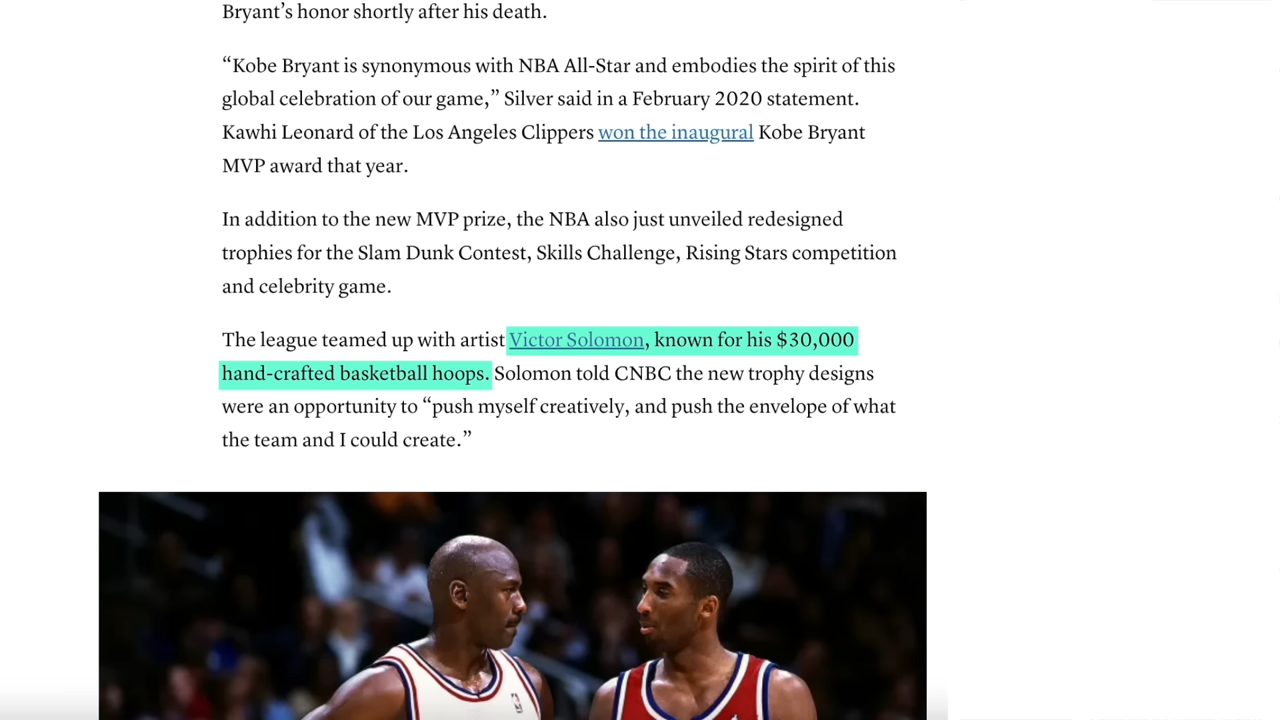 Bryant’s honor shortly after his death.
“Kobe Bryant is synonymous with NBA All-Star and embodies the spirit of this
global celebration of our game,” Silver said in a February 2020 statement.
Kawhi Leonard of the Los Angeles Clippers won the inaugural Kobe Bryant
MVP award that year.
In addition to the new MVP prize, the NBA also just unveiled redesigned
trophies for the Slam Dunk Contest, Skills Challenge, Rising Stars competition
and celebrity game.
The league teamed up with artist Victor Solomon, known for his $30,000
hand-crafted basketball hoops. Solomon told CNBC the new trophy designs
were an opportunity to “push myself creatively, and push the envelope of what
the team and I could create.”